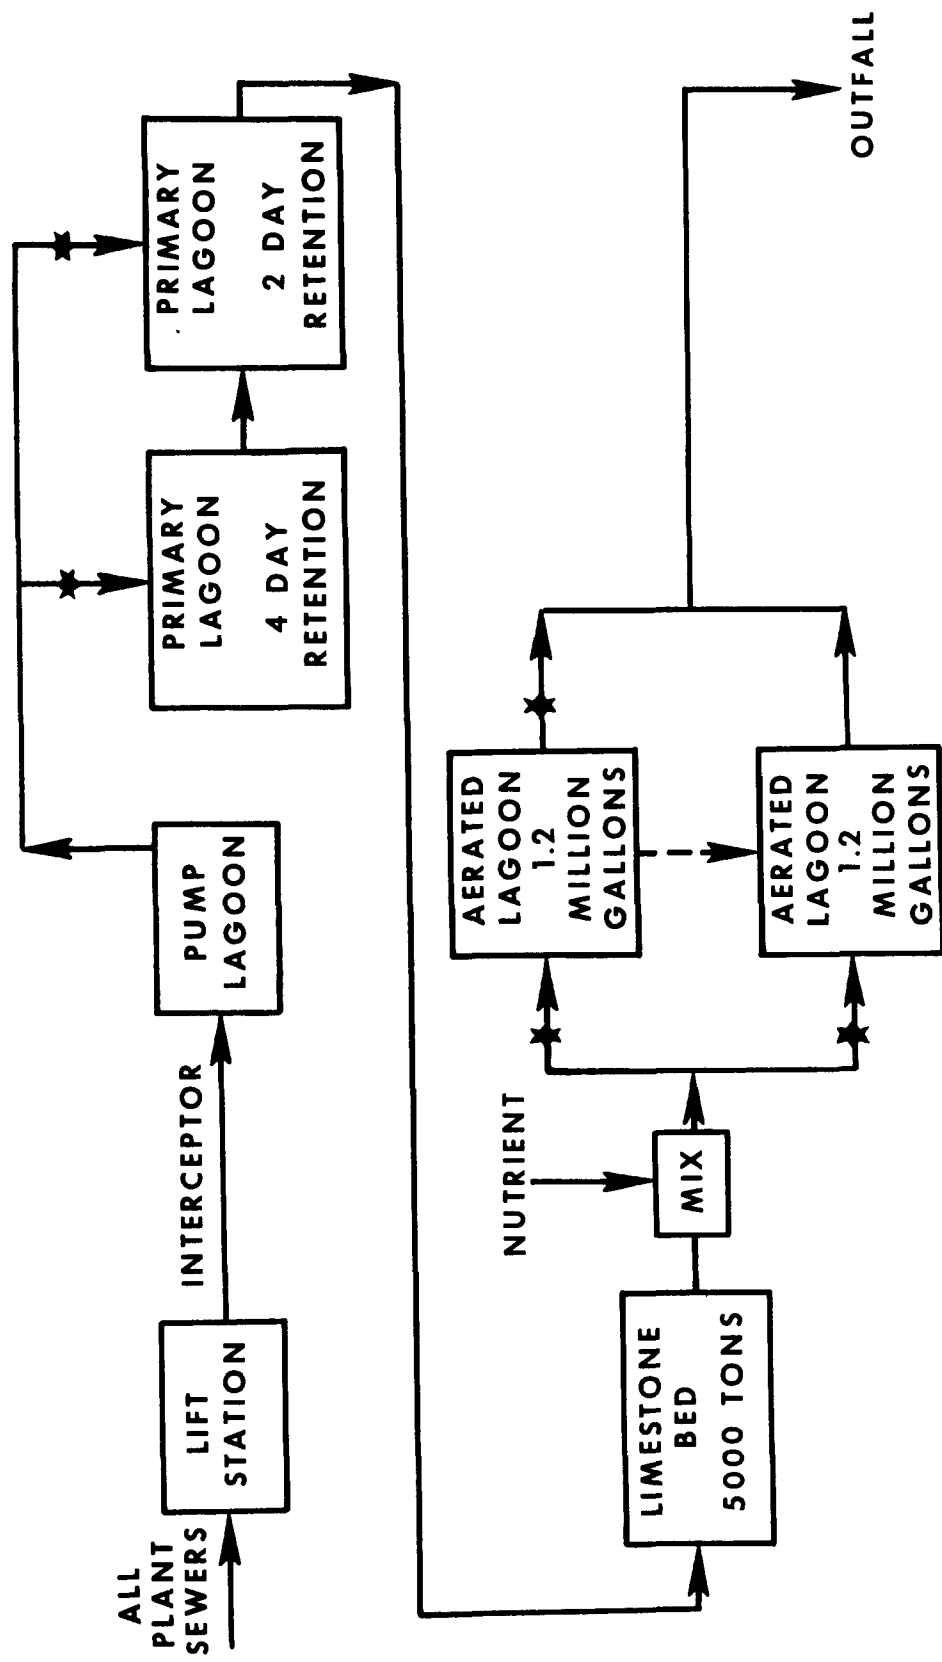 ALL
PLANT
SEWERS
LIFT
STATION
INTERCEPTOR
PUMP
LAGOON
PRIMARY
LAGOON
4 DAY
RETENTION
PRIMARY
LAGOON
2 DAY
RETENTION
LIMESTONE
BED
5000 TONS
NUTRIENT
MIX
AERATED
LAGOON
1.2
MILLION
GALLONS
AERATED
LAGOON
1.2
MILLION
GALLONS
OUTFALL